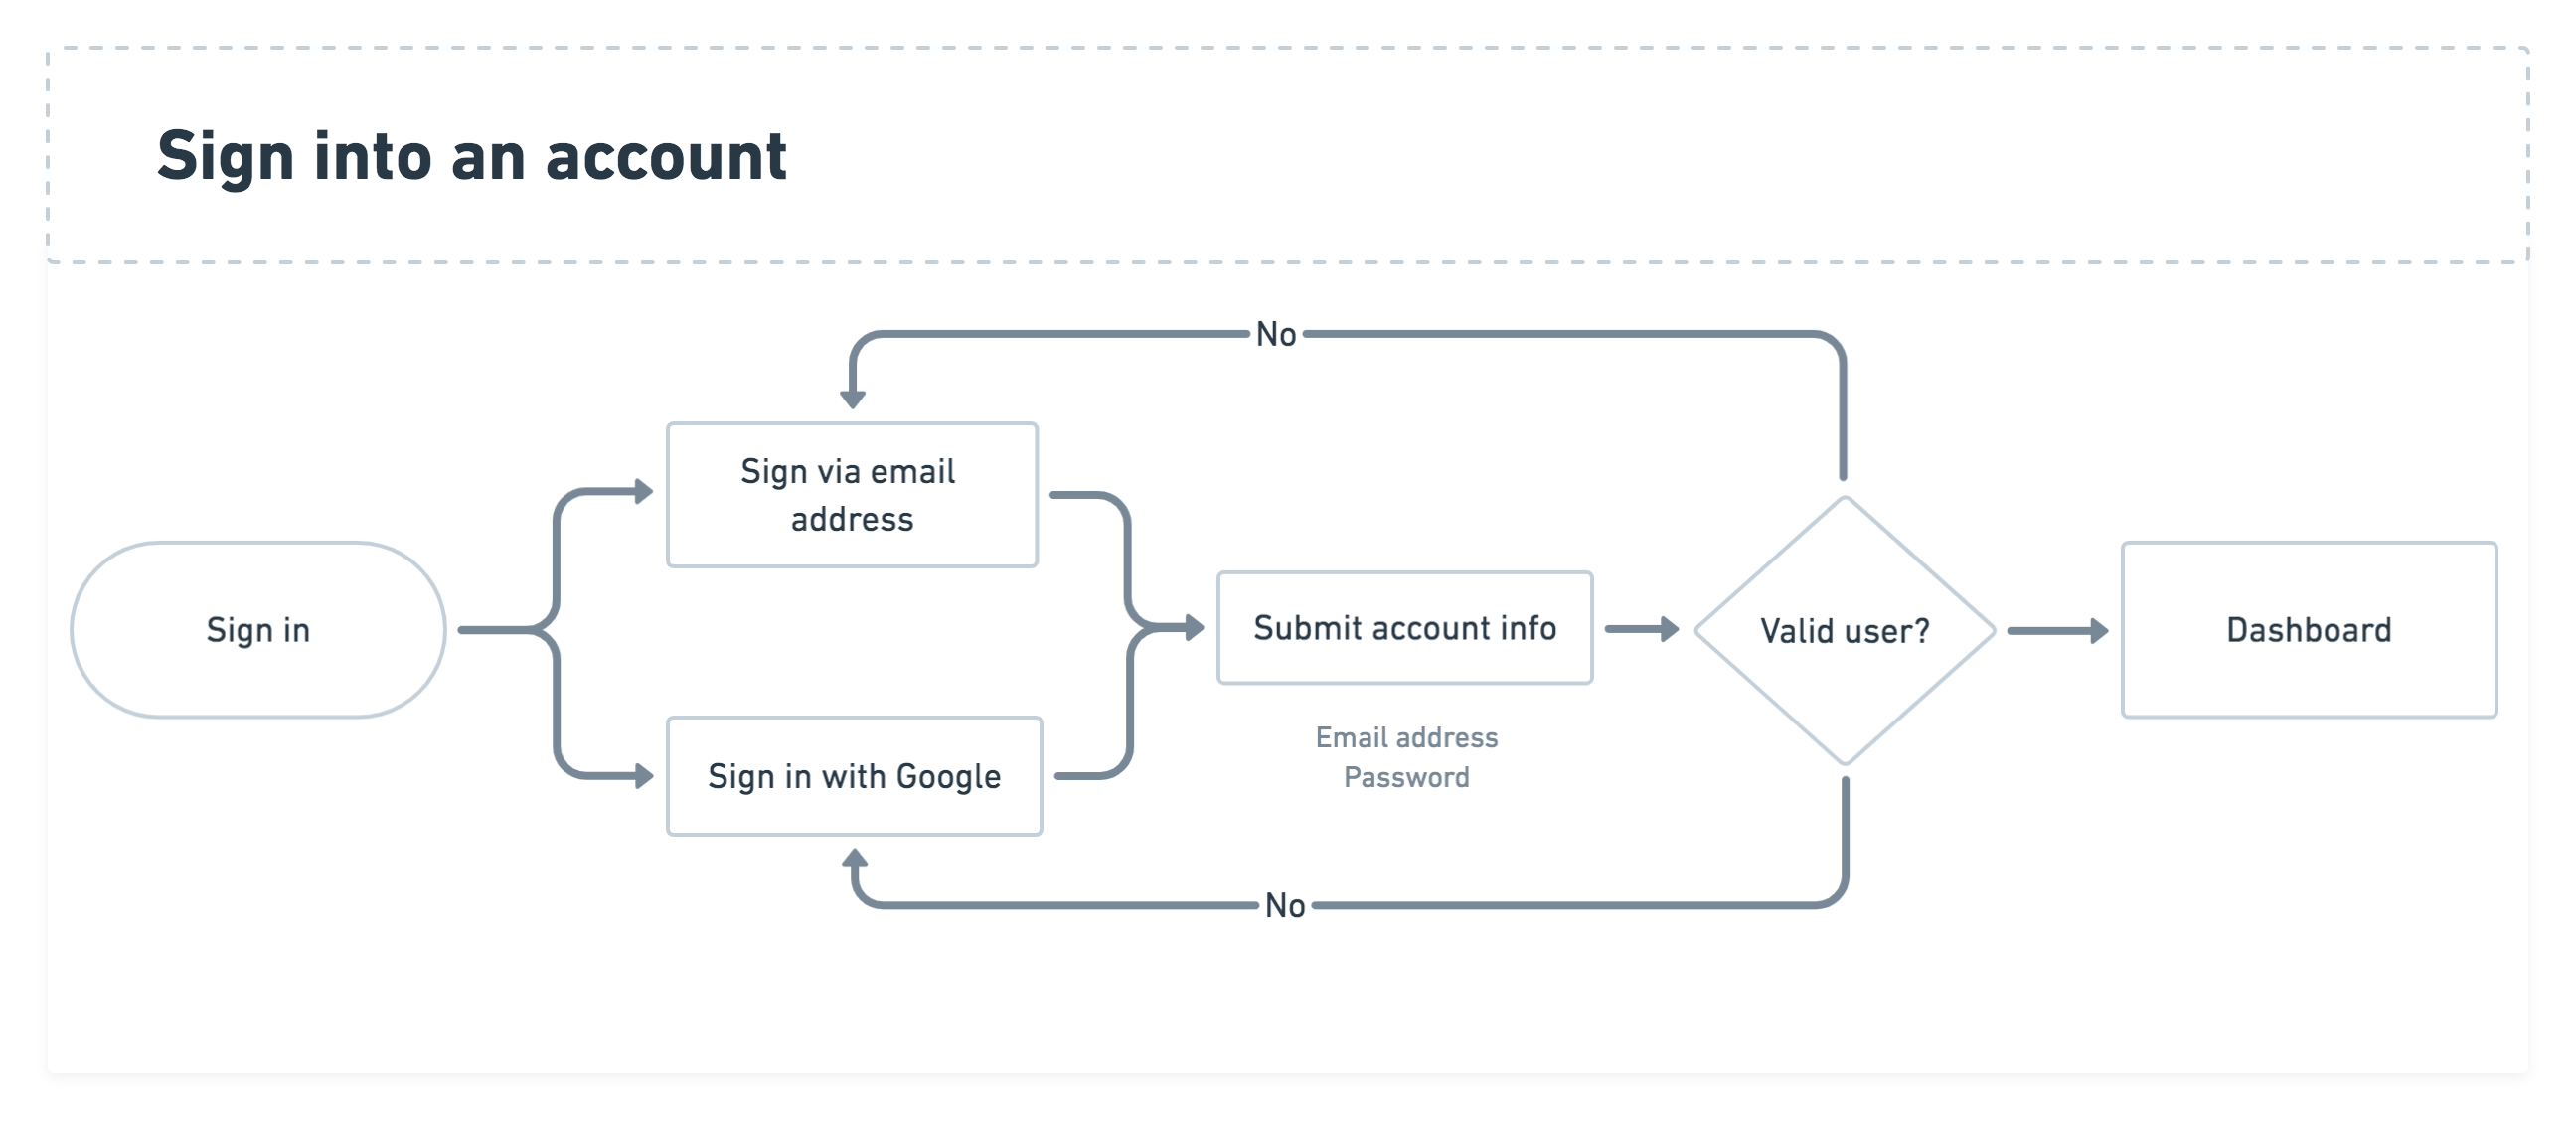 Sign into an account
No
Sign via email
address
Sign in
Submit account info
Valid user?
Dashboard
Email address
Password
Sign in with Google
No